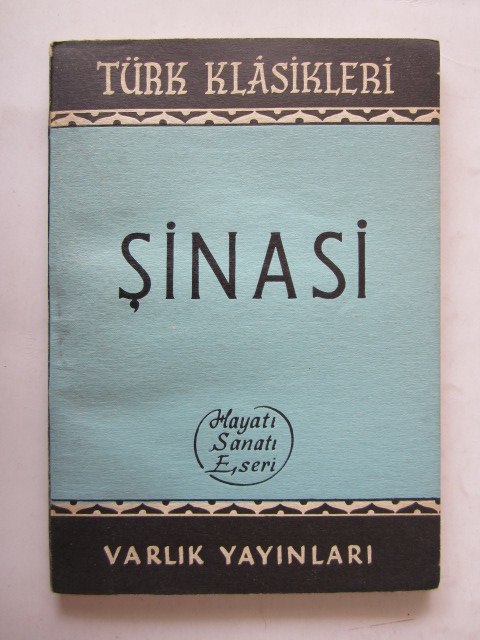 TÜRK KLÂSİKLERİ
ŞİNASİ
Hayatı
Sanatı
Eseri
VARLIK YAYINLARI